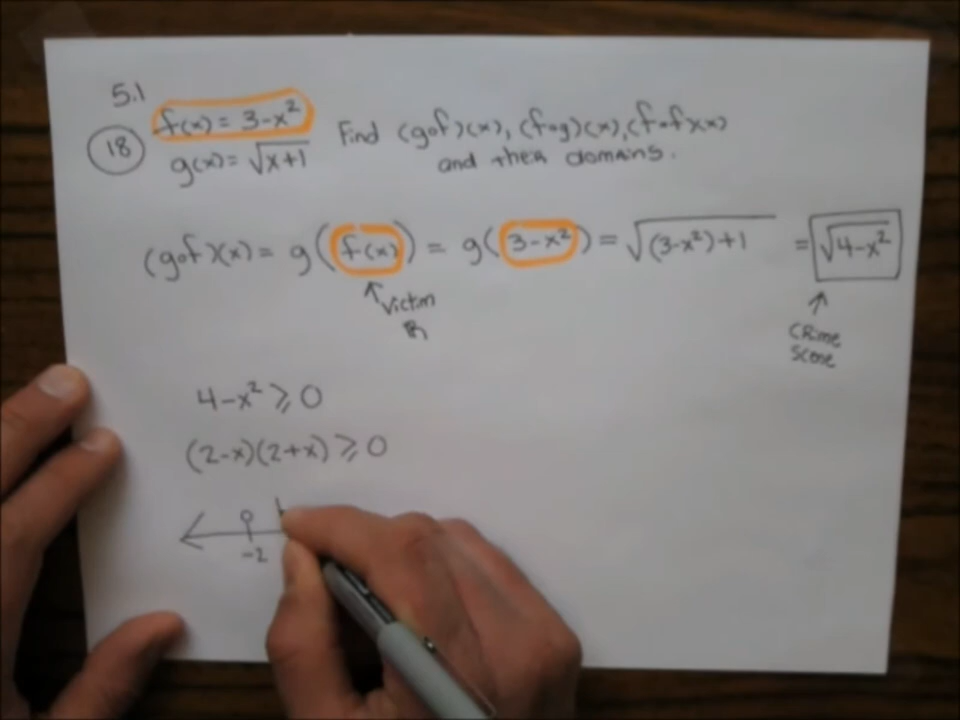 5.1
18 f(x) = 3-x² Find (g∘f)(x), (f∘g)(x), (f∘f)(x)
g(x) = √x+1 and their domains.
(g∘f)(x) = g(f(x)) = g(3-x²) = √(3-x²)+1 = √4-x²
↑ Victim ↑ Crime Scene
4-x² ≥ 0
(2-x)(2+x) ≥ 0
0
-2